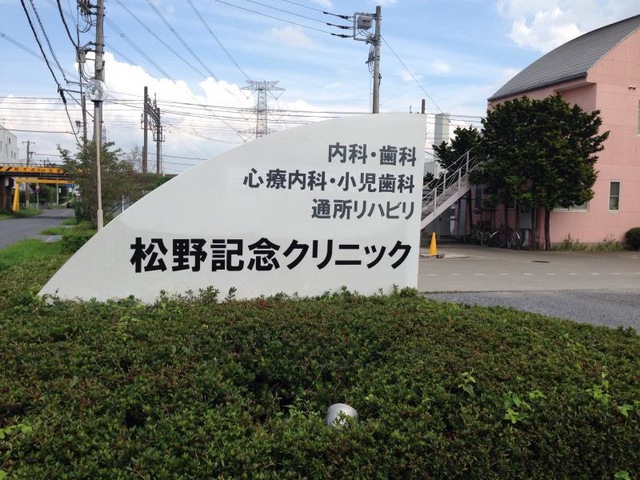 内科・歯科
心療内科・小児歯科
通所リハビリ
松野記念クリニック